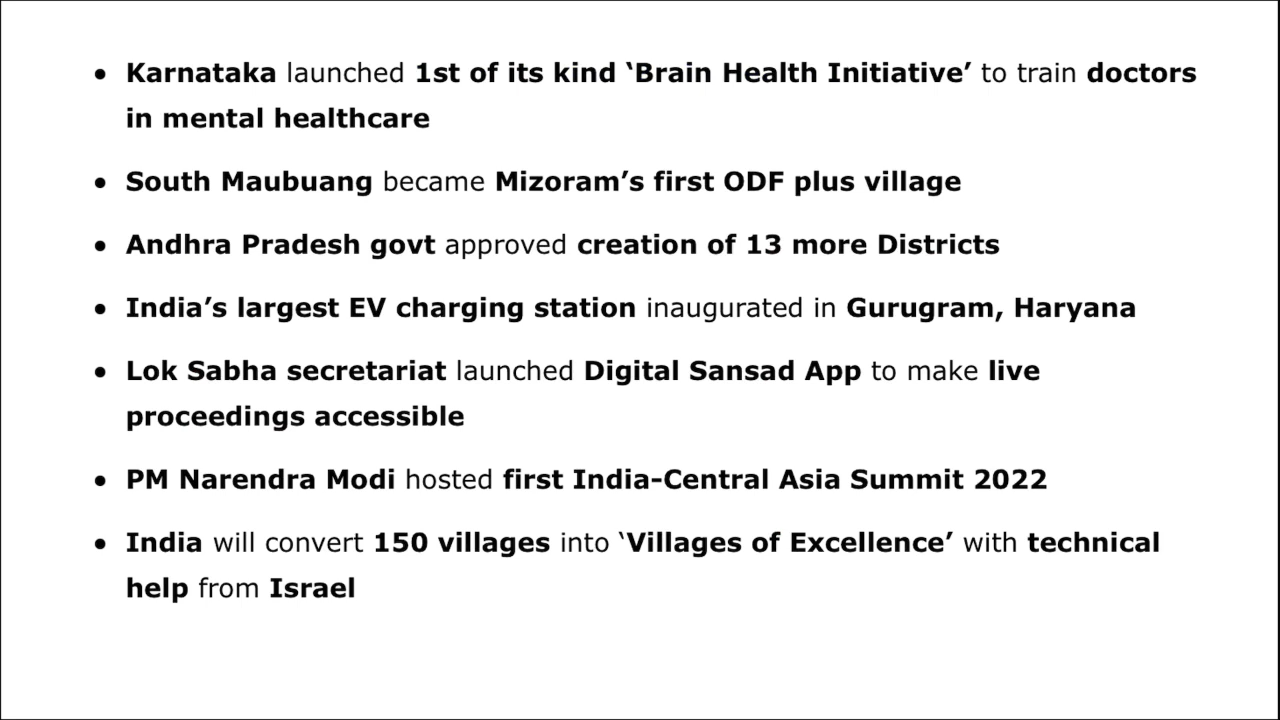 • Karnataka launched 1st of its kind ‘Brain Health Initiative’ to train doctors
in mental healthcare
• South Maubuang became Mizoram’s first ODF plus village
• Andhra Pradesh govt approved creation of 13 more Districts
• India’s largest EV charging station inaugurated in Gurugram, Haryana
• Lok Sabha secretariat launched Digital Sansad App to make live
proceedings accessible
• PM Narendra Modi hosted first India-Central Asia Summit 2022
• India will convert 150 villages into ‘Villages of Excellence’ with technical
help from Israel